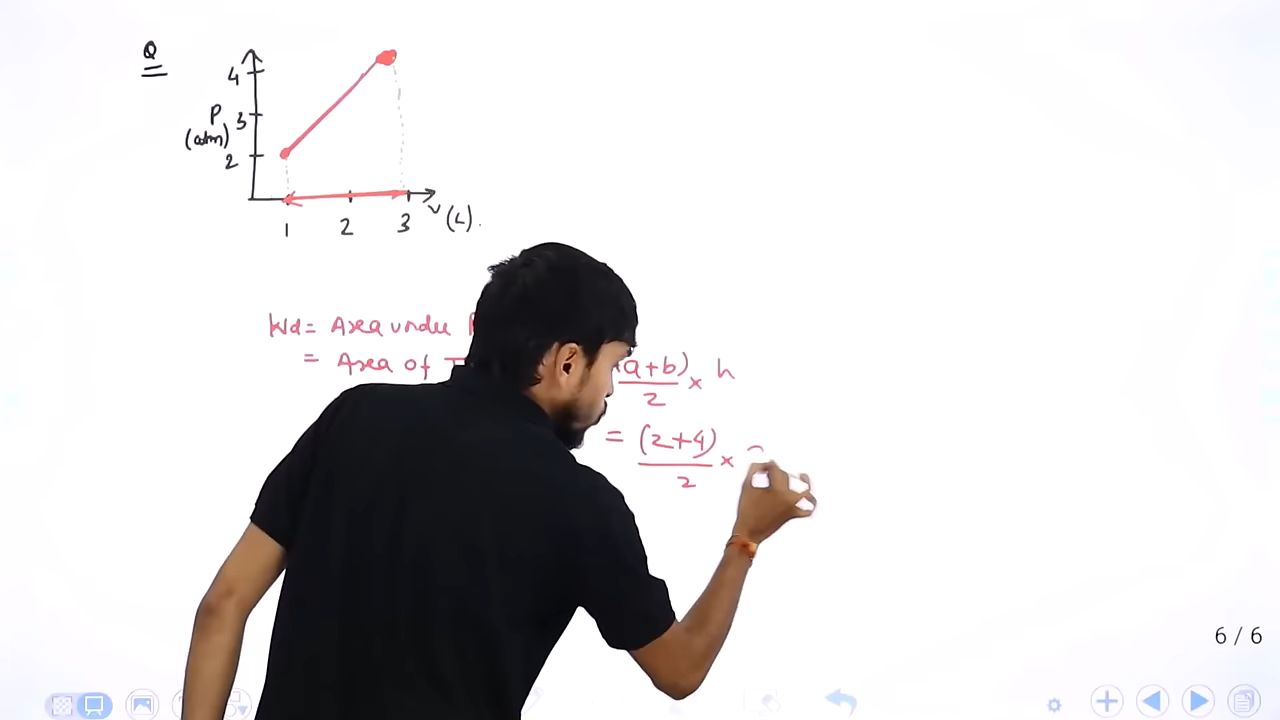 Q
4
P
3
(atm)
2
1 2 3 V (L).
Wd = Area under
= Area of
a+b) × h
2
= (2+4) ×
2
6 / 6